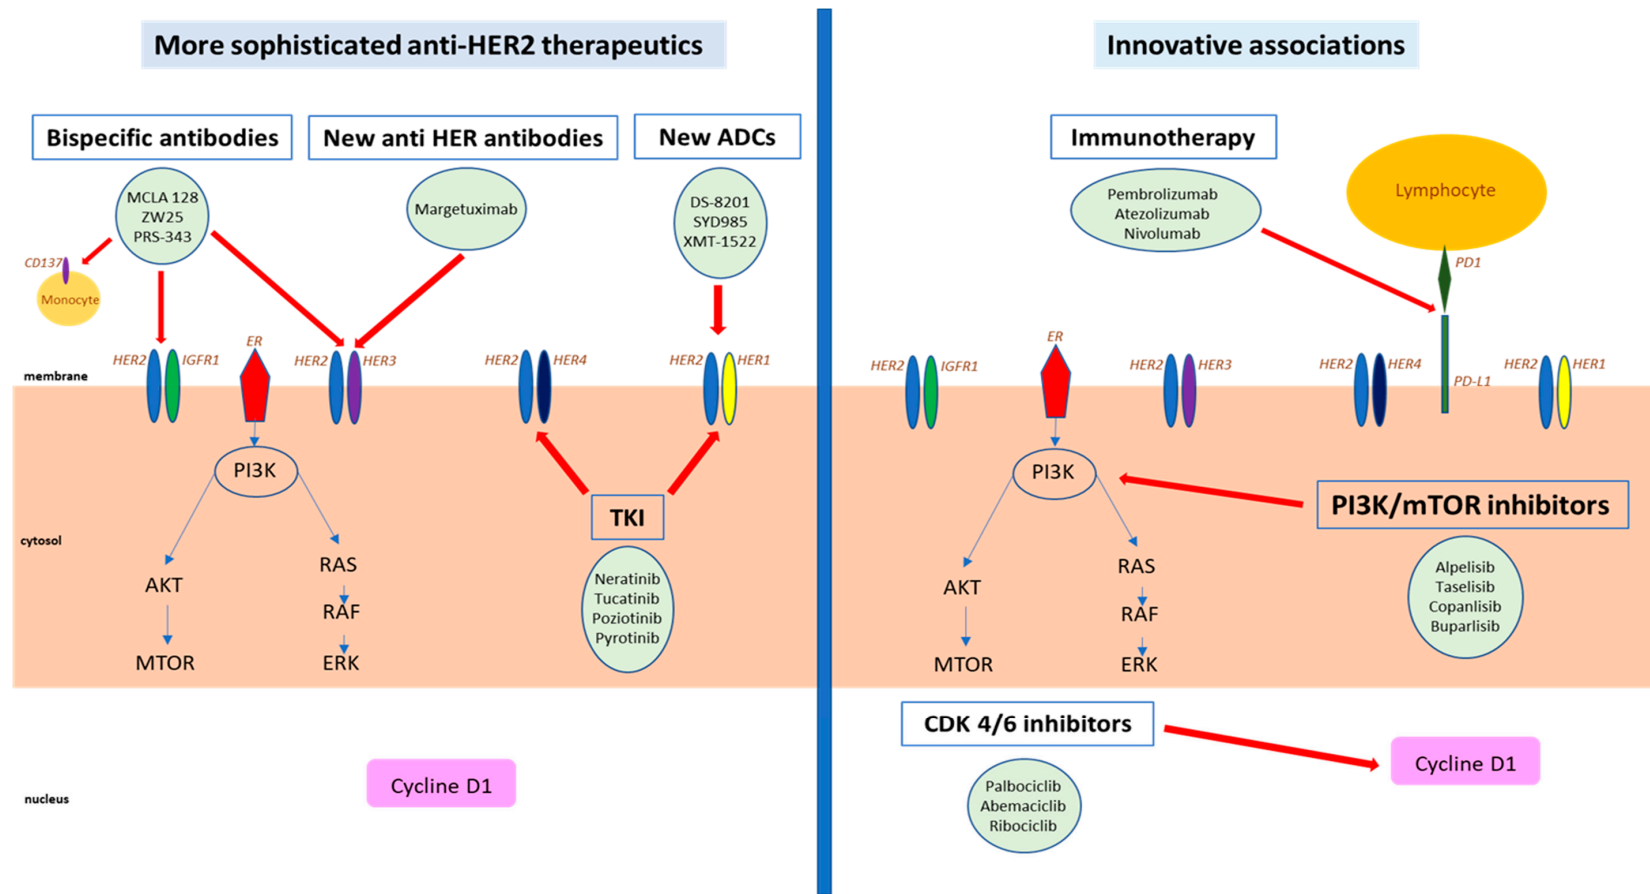 More sophisticated anti-HER2 therapeutics
Bispecific antibodies
New anti HER antibodies
New ADCs
MCLA 128
ZW25
PRS-343
Margetuximab
DS-8201
SYD985
XMT-1522
CD137
Monocyte
HER2
IGFR1
ER
HER2
HER3
HER2
HER4
HER2
HER1
membrane
PI3K
TKI
cytosol
Neratinib
Tucatinib
Poziotinib
Pyrotinib
AKT
MTOR
RAS
RAF
ERK
Cycline D1
nucleus
Innovative associations
Immunotherapy
Pembrolizumab
Atezolizumab
Nivolumab
Lymphocyte
PD1
HER2
IGFR1
ER
HER2
HER3
HER2
HER4
PD-L1
HER2
HER1
PI3K
PI3K/mTOR inhibitors
Alpelisib
Taselisib
Copanlisib
Buparlisib
AKT
MTOR
RAS
RAF
ERK
CDK 4/6 inhibitors
Palbociclib
Abemaciclib
Ribociclib
Cycline D1